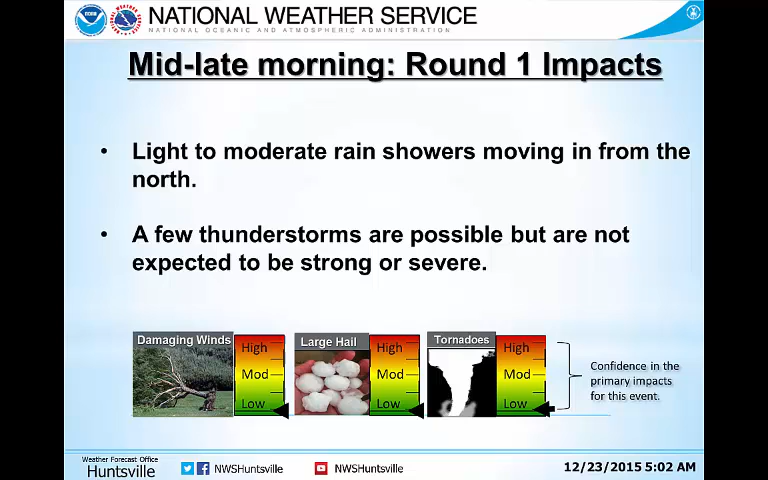 NATIONAL WEATHER SERVICE
NATIONAL OCEANIC AND ATMOSPHERIC ADMINISTRATION
Mid-late morning: Round 1 Impacts
• Light to moderate rain showers moving in from the
north.
• A few thunderstorms are possible but are not
expected to be strong or severe.
Damaging Winds
High
Mod
Low
Large Hail
High
Mod
Low
Tornadoes
High
Mod
Low
Confidence in the
primary impacts
for this event.
Weather Forecast Office
Huntsville
NWSHuntsville
NWSHuntsville
12/23/2015 5:02 AM